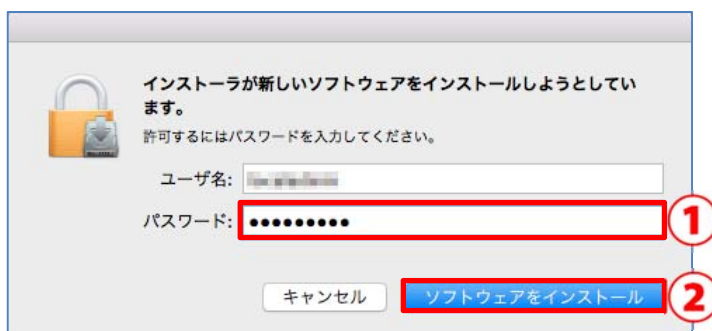 インストーラが新しいソフトウェアをインストールしようとしてい
ます。
許可するにはパスワードを入力してください。
ユーザ名:
パスワード: ●●●●●●●●●
1
キャンセル ソフトウェアをインストール 2